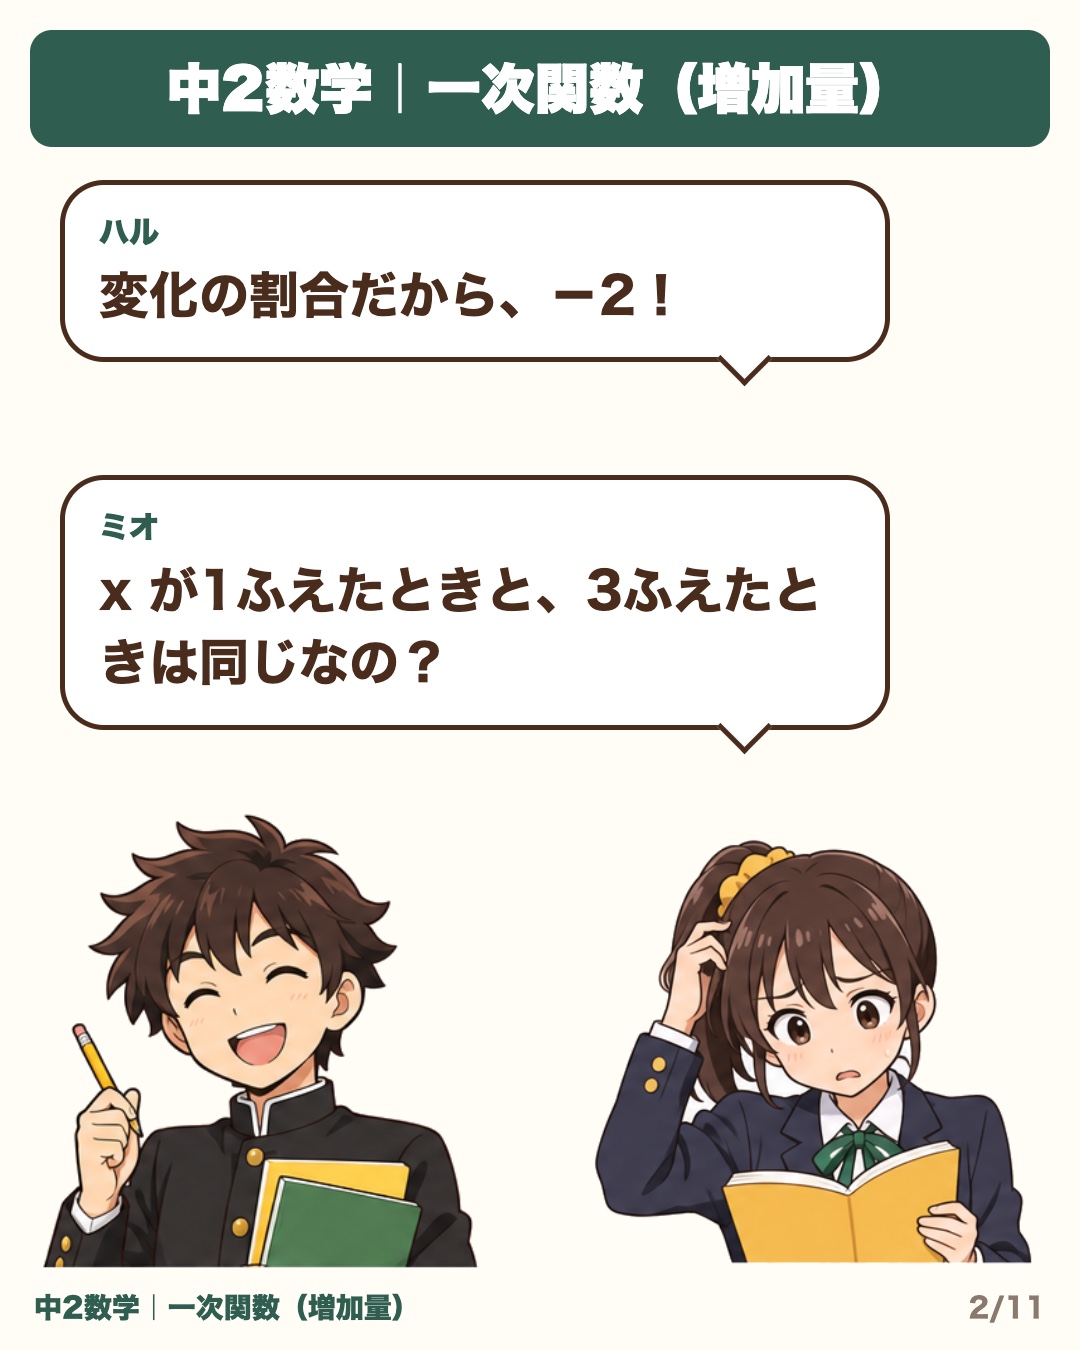 中2数学｜一次関数（増加量）
ハル
変化の割合だから、−2！
ミオ
x が1ふえたときと、3ふえたと
きは同じなの？
中2数学｜一次関数（増加量）
2/11